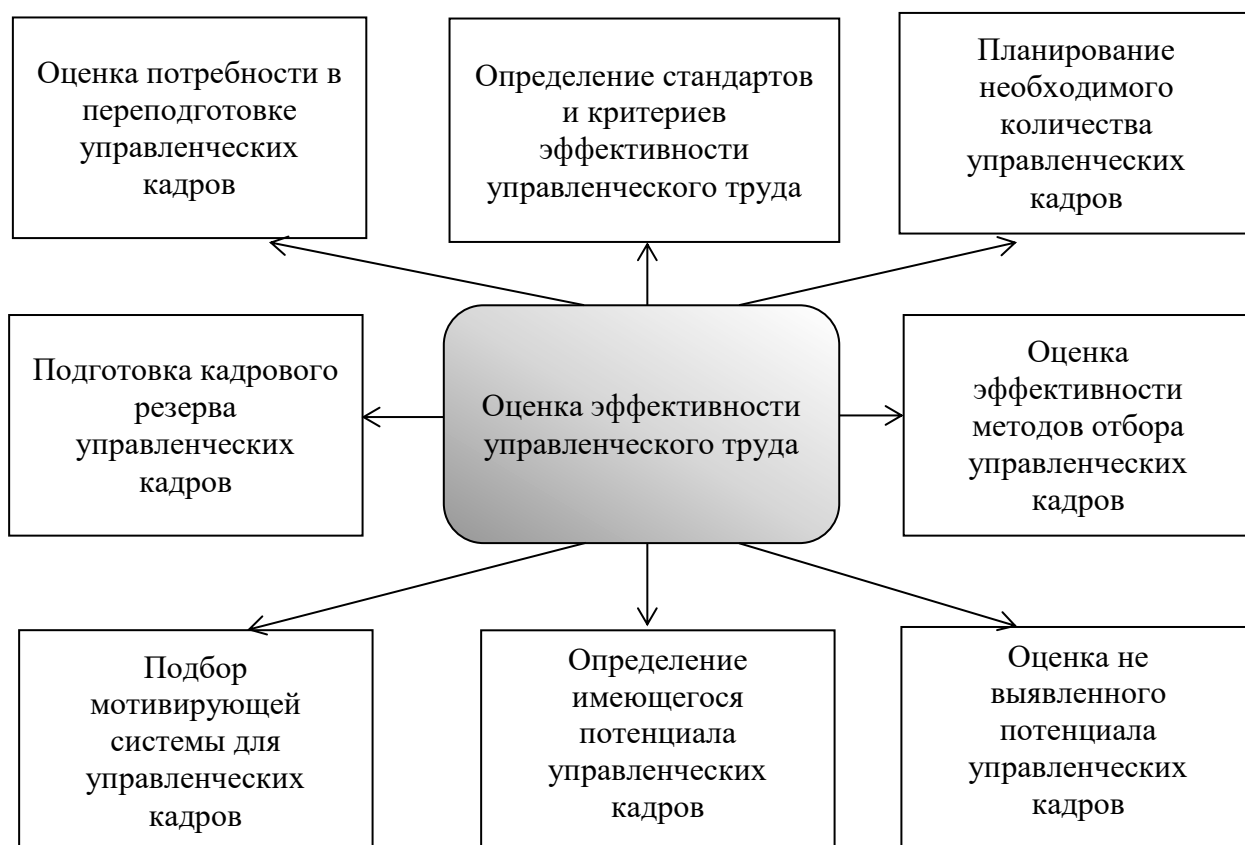 Оценка потребности в
переподготовке
управленческих
кадров
Определение стандартов
и критериев
эффективности
управленческого труда
Планирование
необходимого
количества
управленческих
кадров
Подготовка кадрового
резерва
управленческих
кадров
Оценка эффективности
управленческого труда
Оценка
эффективности
методов отбора
управленческих
кадров
Подбор
мотивирующей
системы для
управленческих
кадров
Определение
имеющегося
потенциала
управленческих
кадров
Оценка не
выявленного
потенциала
управленческих
кадров